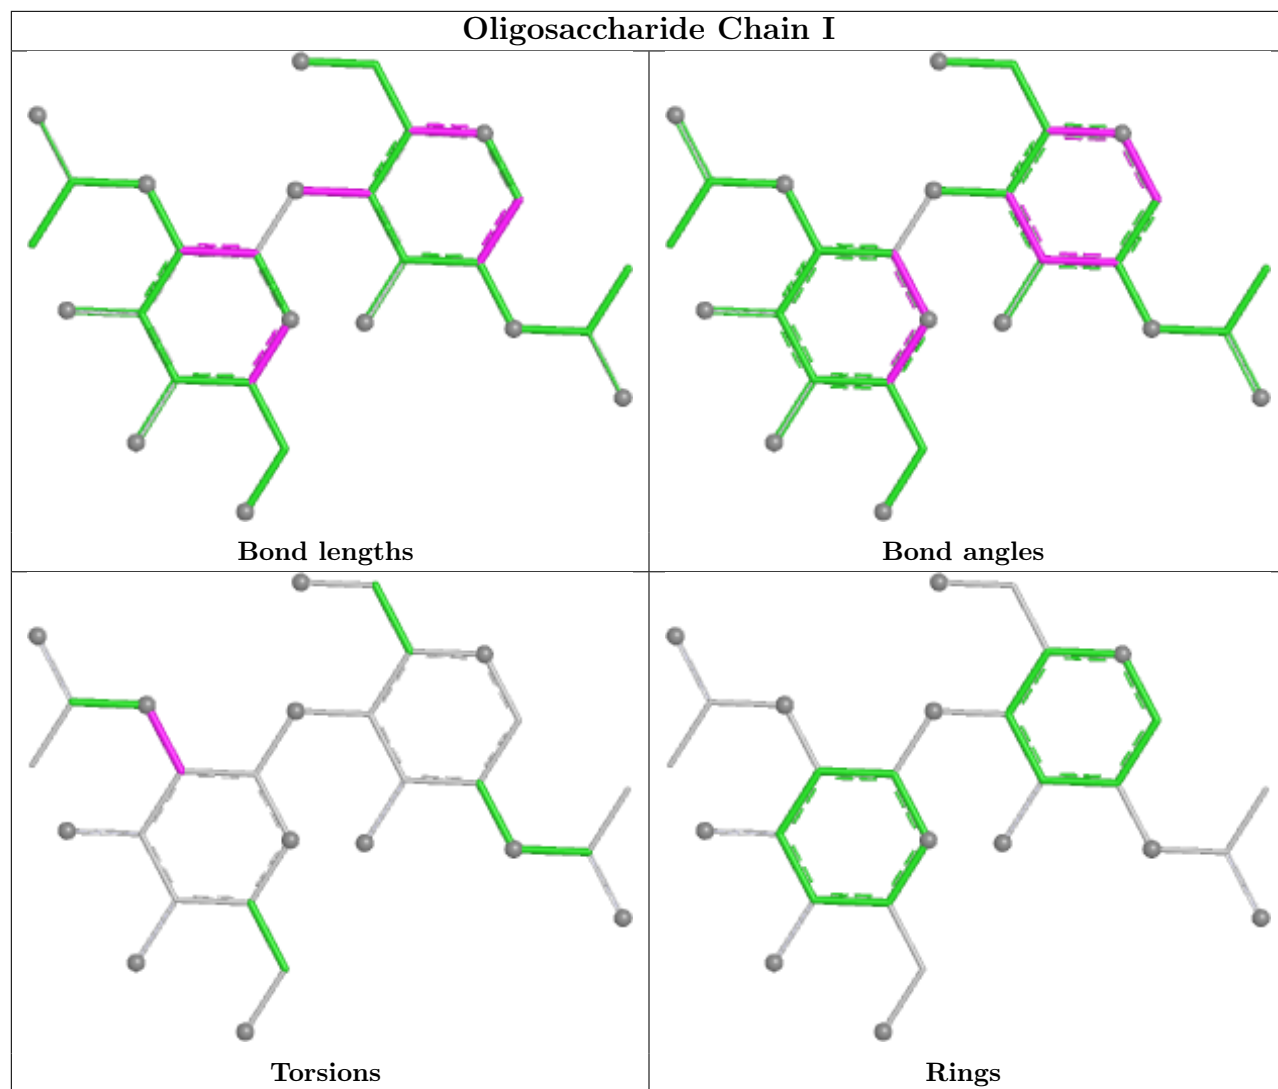 Oligosaccharide Chain I
Bond lengths
Bond angles
Torsions
Rings